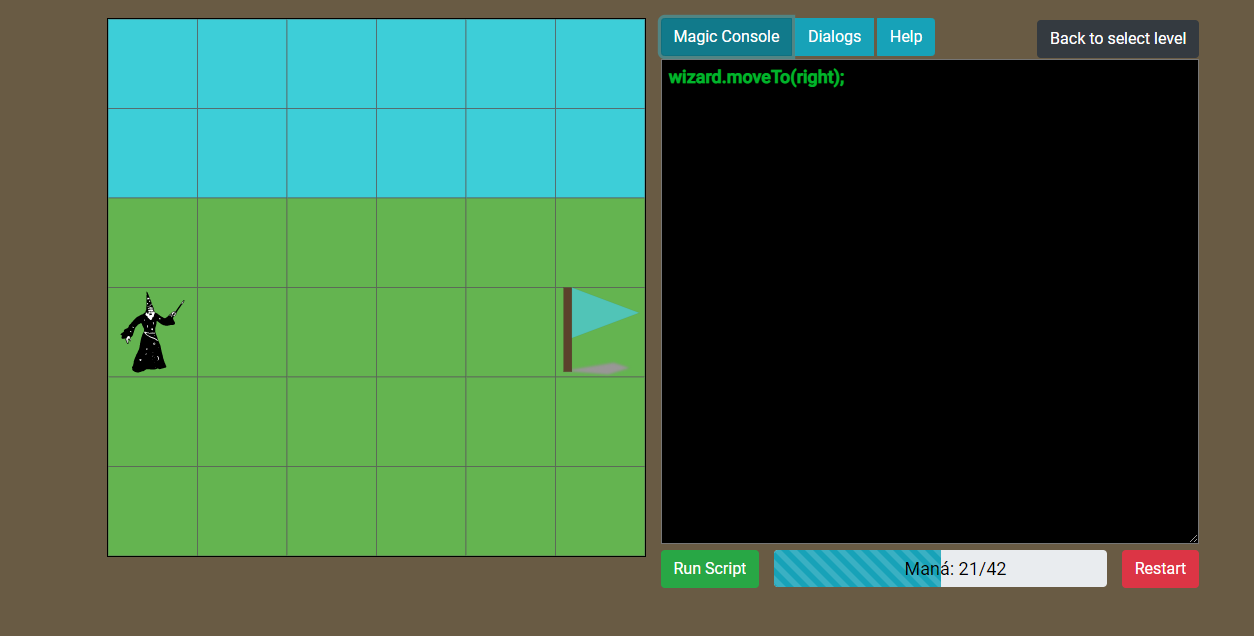 Magic Console
Dialogs
Help
Back to select level
wizard.moveTo(right);
Run Script
Maná: 21/42
Restart